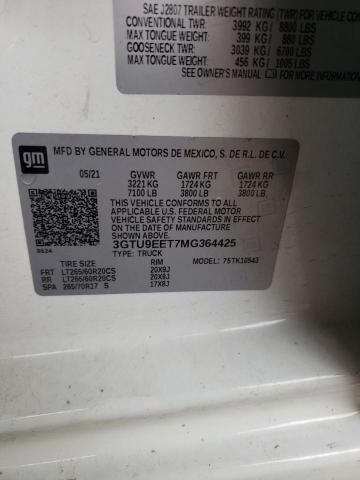 SAE J2807 TRAILER WEIGHT RATING (TWR) FOR VEHICLE
CONVENTIONAL TWR: 3992 KG / 8800 LBS
MAX TONGUE WEIGHT: 399 KG / 880 LBS
GOOSENECK TWR: 3039 KG / 6700 LBS
MAX TONGUE WEIGHT: 456 KG / 1005 LBS
SEE OWNER'S MANUAL
gm
MFD BY GENERAL MOTORS DE MEXICO, S. DE R.L. DE C.V.
05/21 GVWR GAWR FRT GAWR RR
3221 KG 1724 KG 1724 KG
7100 LB 3800 LB 3800 LB
THIS VEHICLE CONFORMS TO ALL APPLICABLE
U.S. FEDERAL MOTOR VEHICLE SAFETY
STANDARDS IN EFFECT ON THE DATE OF
MANUFACTURE SHOWN ABOVE.
3GTU9EET7MG364425
TYPE: TRUCK
TIRE SIZE RIM MODEL: 75TK10543
FRT LT265/60R20CS 20X9J
RR LT265/60R20CS 20X9J
SPA 265/70R17 S 17X8J